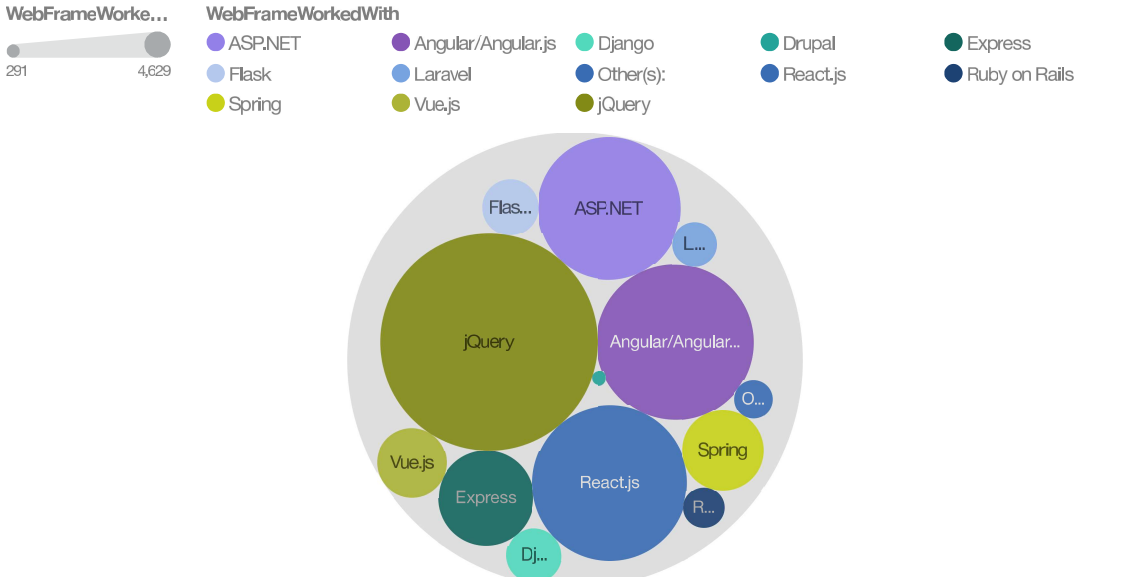 WebFrameWorke...
WebFrameWorkedWith
291
4,629
ASP.NET
Angular/Angular.js
Django
Drupal
Express
Flask
Laravel
Other(s):
React.js
Ruby on Rails
Spring
Vue.js
jQuery
Flas...
ASP.NET
L...
jQuery
Angular/Angular...
O...
Spring
Vue.js
React.js
Express
R...
Dj...